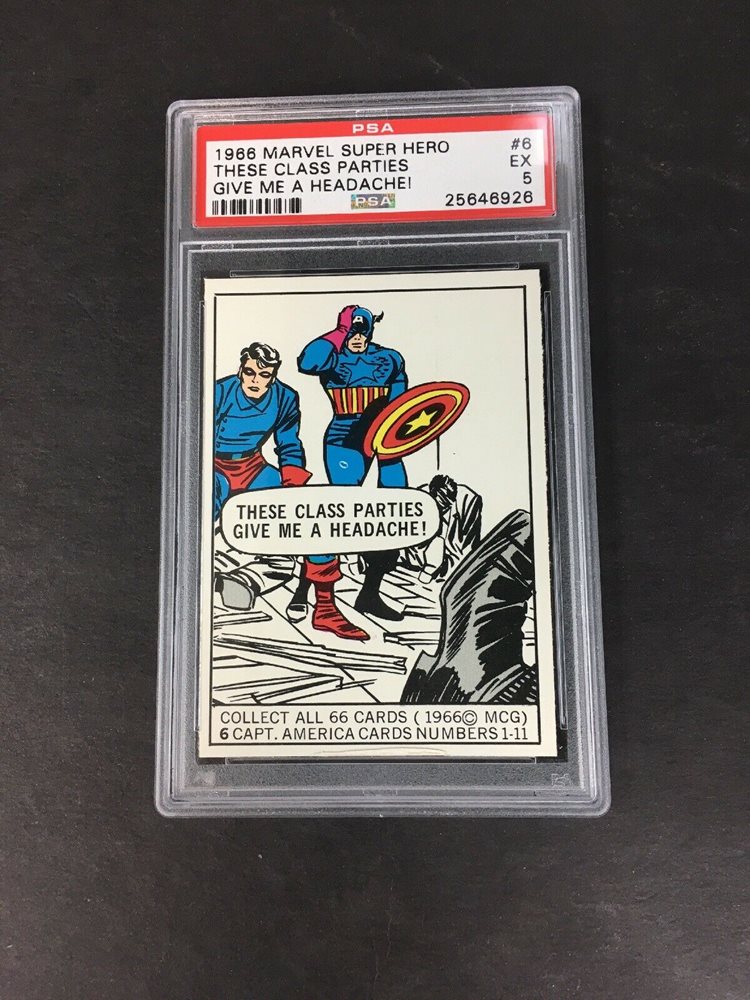 PSA
1966 MARVEL SUPER HERO #6
THESE CLASS PARTIES EX
GIVE ME A HEADACHE! 5
PSA 25646926
A
THESE CLASS PARTIES
GIVE ME A HEADACHE!
COLLECT ALL 66 CARDS ( 1966© MCG)
6 CAPT. AMERICA CARDS NUMBERS 1-11